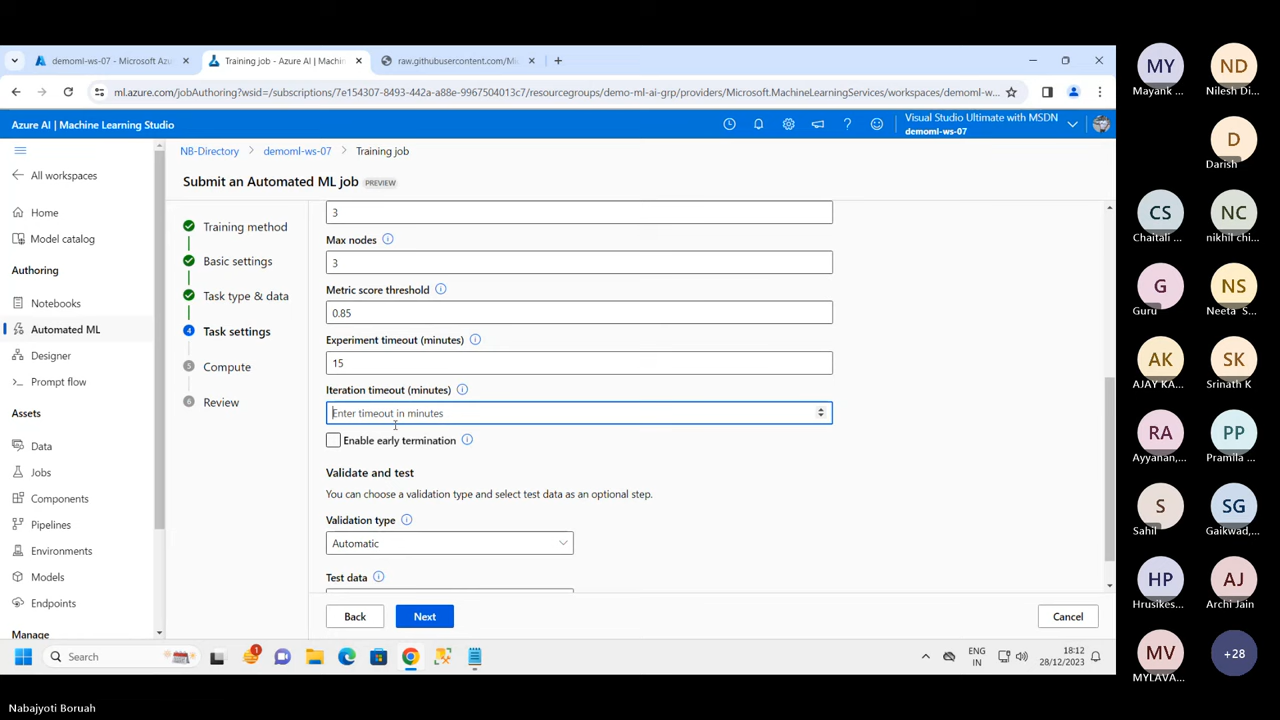 demoml-ws-07 - Microsoft Azu
Training job - Azure AI | Machin
raw.githubusercontent.com/Mi
ml.azure.com/jobAuthoring?wsid=/subscriptions/7e154307-8493-442a-a88e-9967504013c7/resourcegroups/demo-ml-ai-grp/providers/Microsoft.MachineLearningServices/workspaces/demoml-w...
Azure AI | Machine Learning Studio
Visual Studio Ultimate with MSDN
demoml-ws-07
All workspaces
Home
Model catalog
Authoring
Notebooks
Automated ML
Designer
Prompt flow
Assets
Data
Jobs
Components
Pipelines
Environments
Models
Endpoints
Manage
NB-Directory > demoml-ws-07 > Training job
Submit an Automated ML job PREVIEW
Training method
Basic settings
Task type & data
4 Task settings
5 Compute
6 Review
3
Max nodes
3
Metric score threshold
0.85
Experiment timeout (minutes)
15
Iteration timeout (minutes)
Enter timeout in minutes
Enable early termination
Validate and test
You can choose a validation type and select test data as an optional step.
Validation type
Automatic
Test data
Back
Next
Cancel
Search
1
ENG
IN
18:12
28/12/2023
MY
Mayank ...
ND
Nilesh Di...
D
Darish
CS
Chaitali ...
NC
nikhil chi...
G
Guru
NS
Neeta S...
AK
AJAY KA...
SK
Srinath K
RA
Ayyanan,...
PP
Pramila ...
S
Sahil
SG
Gaikwad,...
HP
Hrusikes...
AJ
Archi Jain
MV
MYLAVA...
+28
Nabajyoti Boruah